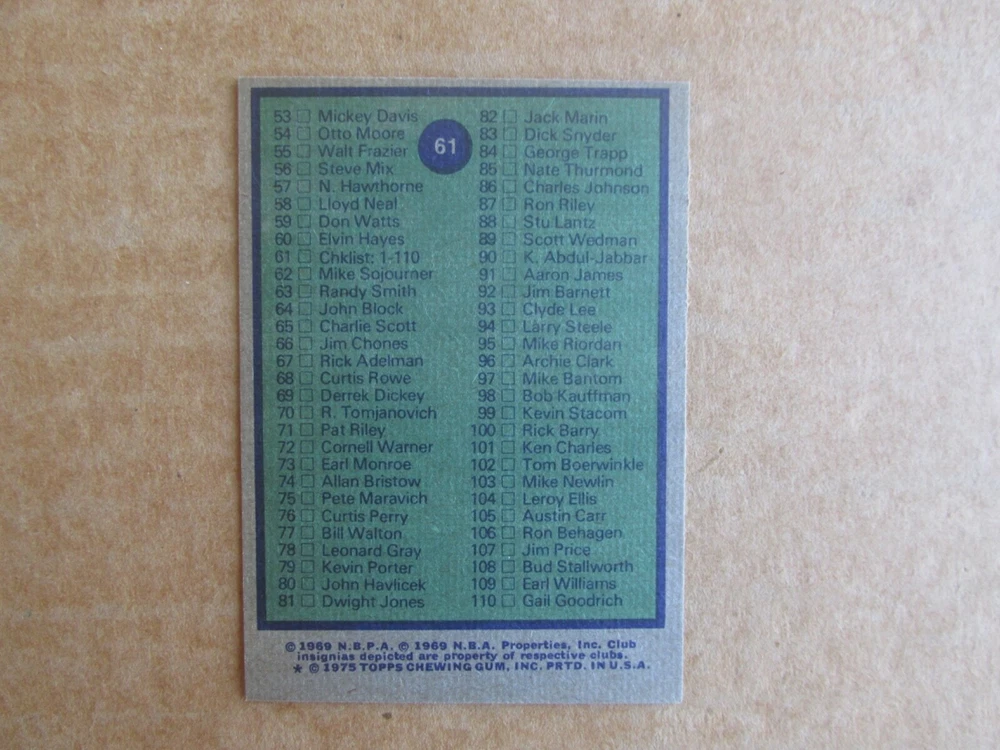 61
53 Mickey Davis
54 Otto Moore
55 Walt Frazier
56 Steve Mix
57 N. Hawthorne
58 Lloyd Neal
59 Don Watts
60 Elvin Hayes
61 Chklist: 1-110
62 Mike Sojourner
63 Randy Smith
64 John Block
65 Charlie Scott
66 Jim Chones
67 Rick Adelman
68 Curtis Rowe
69 Derrek Dickey
70 R. Tomjanovich
71 Pat Riley
72 Cornell Warner
73 Earl Monroe
74 Allan Bristow
75 Pete Maravich
76 Curtis Perry
77 Bill Walton
78 Leonard Gray
79 Kevin Porter
80 John Havlicek
81 Dwight Jones
82 Jack Marin
83 Dick Snyder
84 George Trapp
85 Nate Thurmond
86 Charles Johnson
87 Ron Riley
88 Stu Lantz
89 Scott Wedman
90 K. Abdul-Jabbar
91 Aaron James
92 Jim Barnett
93 Clyde Lee
94 Larry Steele
95 Mike Riordan
96 Archie Clark
97 Mike Bantom
98 Bob Kauffman
99 Kevin Stacom
100 Rick Barry
101 Ken Charles
102 Tom Boerwinkle
103 Mike Newlin
104 Leroy Ellis
105 Austin Carr
106 Ron Behagen
107 Jim Price
108 Bud Stallworth
109 Earl Williams
110 Gail Goodrich
© 1969 N.B.P.A. © 1969 N.B.A. Properties, Inc. Club
insignias depicted are property of respective clubs.
* © 1975 TOPPS CHEWING GUM, INC. PRTD. IN U.S.A.